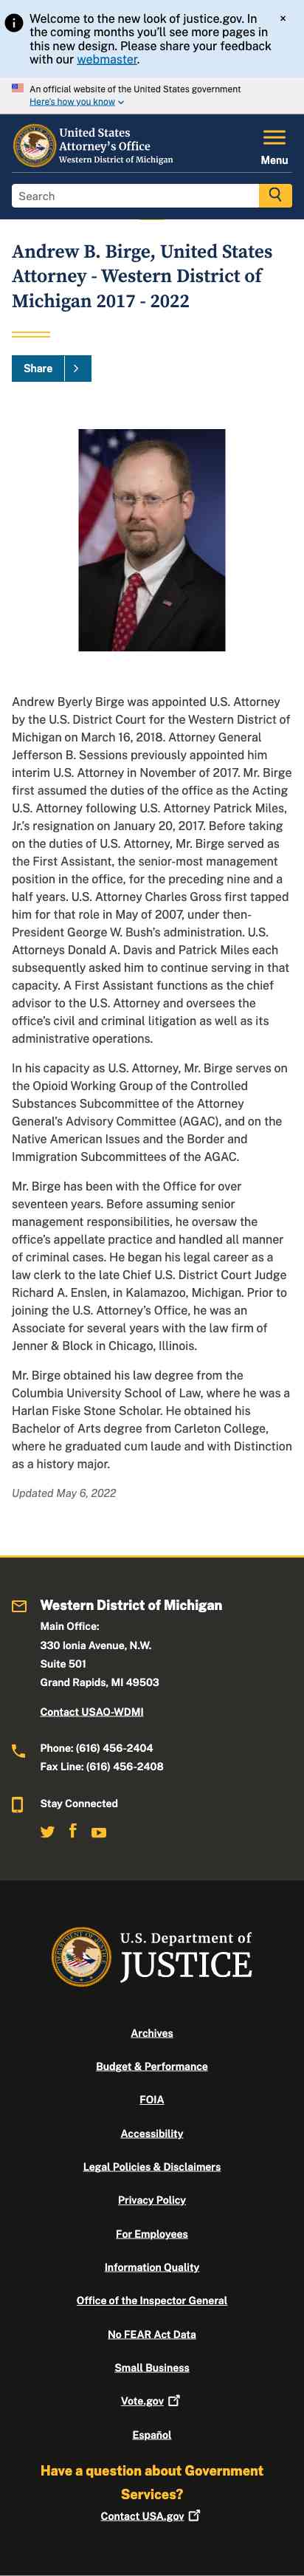 Welcome to the new look of justice.gov. In
the coming months you'll see more pages in
this new design. Please share your feedback
with our webmaster.
×
An official website of the United States government
Here's how you know
United States
Attorney's Office
Western District of Michigan
Menu
Search
Andrew B. Birge, United States
Attorney - Western District of
Michigan 2017 - 2022
Share
Andrew Byerly Birge was appointed U.S. Attorney
by the U.S. District Court for the Western District of
Michigan on March 16, 2018. Attorney General
Jefferson B. Sessions previously appointed him
interim U.S. Attorney in November of 2017. Mr. Birge
first assumed the duties of the office as the Acting
U.S. Attorney following U.S. Attorney Patrick Miles,
Jr.'s resignation on January 20, 2017. Before taking
on the duties of U.S. Attorney, Mr. Birge served as
the First Assistant, the senior-most management
position in the office, for the preceding nine and a
half years. U.S. Attorney Charles Gross first tapped
him for that role in May of 2007, under then-
President George W. Bush's administration. U.S.
Attorneys Donald A. Davis and Patrick Miles each
subsequently asked him to continue serving in that
capacity. A First Assistant functions as the chief
advisor to the U.S. Attorney and oversees the
office's civil and criminal litigation as well as its
administrative operations.
In his capacity as U.S. Attorney, Mr. Birge serves on
the Opioid Working Group of the Controlled
Substances Subcommittee of the Attorney
General's Advisory Committee (AGAC), and on the
Native American Issues and the Border and
Immigration Subcommittees of the AGAC.
Mr. Birge has been with the Office for over
seventeen years. Before assuming senior
management responsibilities, he oversaw the
office's appellate practice and handled all manner
of criminal cases. He began his legal career as a
law clerk to the late Chief U.S. District Court Judge
Richard A. Enslen, in Kalamazoo, Michigan. Prior to
joining the U.S. Attorney's Office, he was an
Associate for several years with the law firm of
Jenner & Block in Chicago, Illinois.
Mr. Birge obtained his law degree from the
Columbia University School of Law, where he was a
Harlan Fiske Stone Scholar. He obtained his
Bachelor of Arts degree from Carleton College,
where he graduated cum laude and with Distinction
as a history major.
Updated May 6, 2022
Western District of Michigan
Main Office:
330 Ionia Avenue, N.W.
Suite 501
Grand Rapids, MI 49503
Contact USAO-WDMI
Phone: (616) 456-2404
Fax Line: (616) 456-2408
Stay Connected
U.S. Department of
JUSTICE
Archives
Budget & Performance
FOIA
Accessibility
Legal Policies & Disclaimers
Privacy Policy
For Employees
Information Quality
Office of the Inspector General
No FEAR Act Data
Small Business
Vote.gov
Español
Have a question about Government
Services?
Contact USA.gov